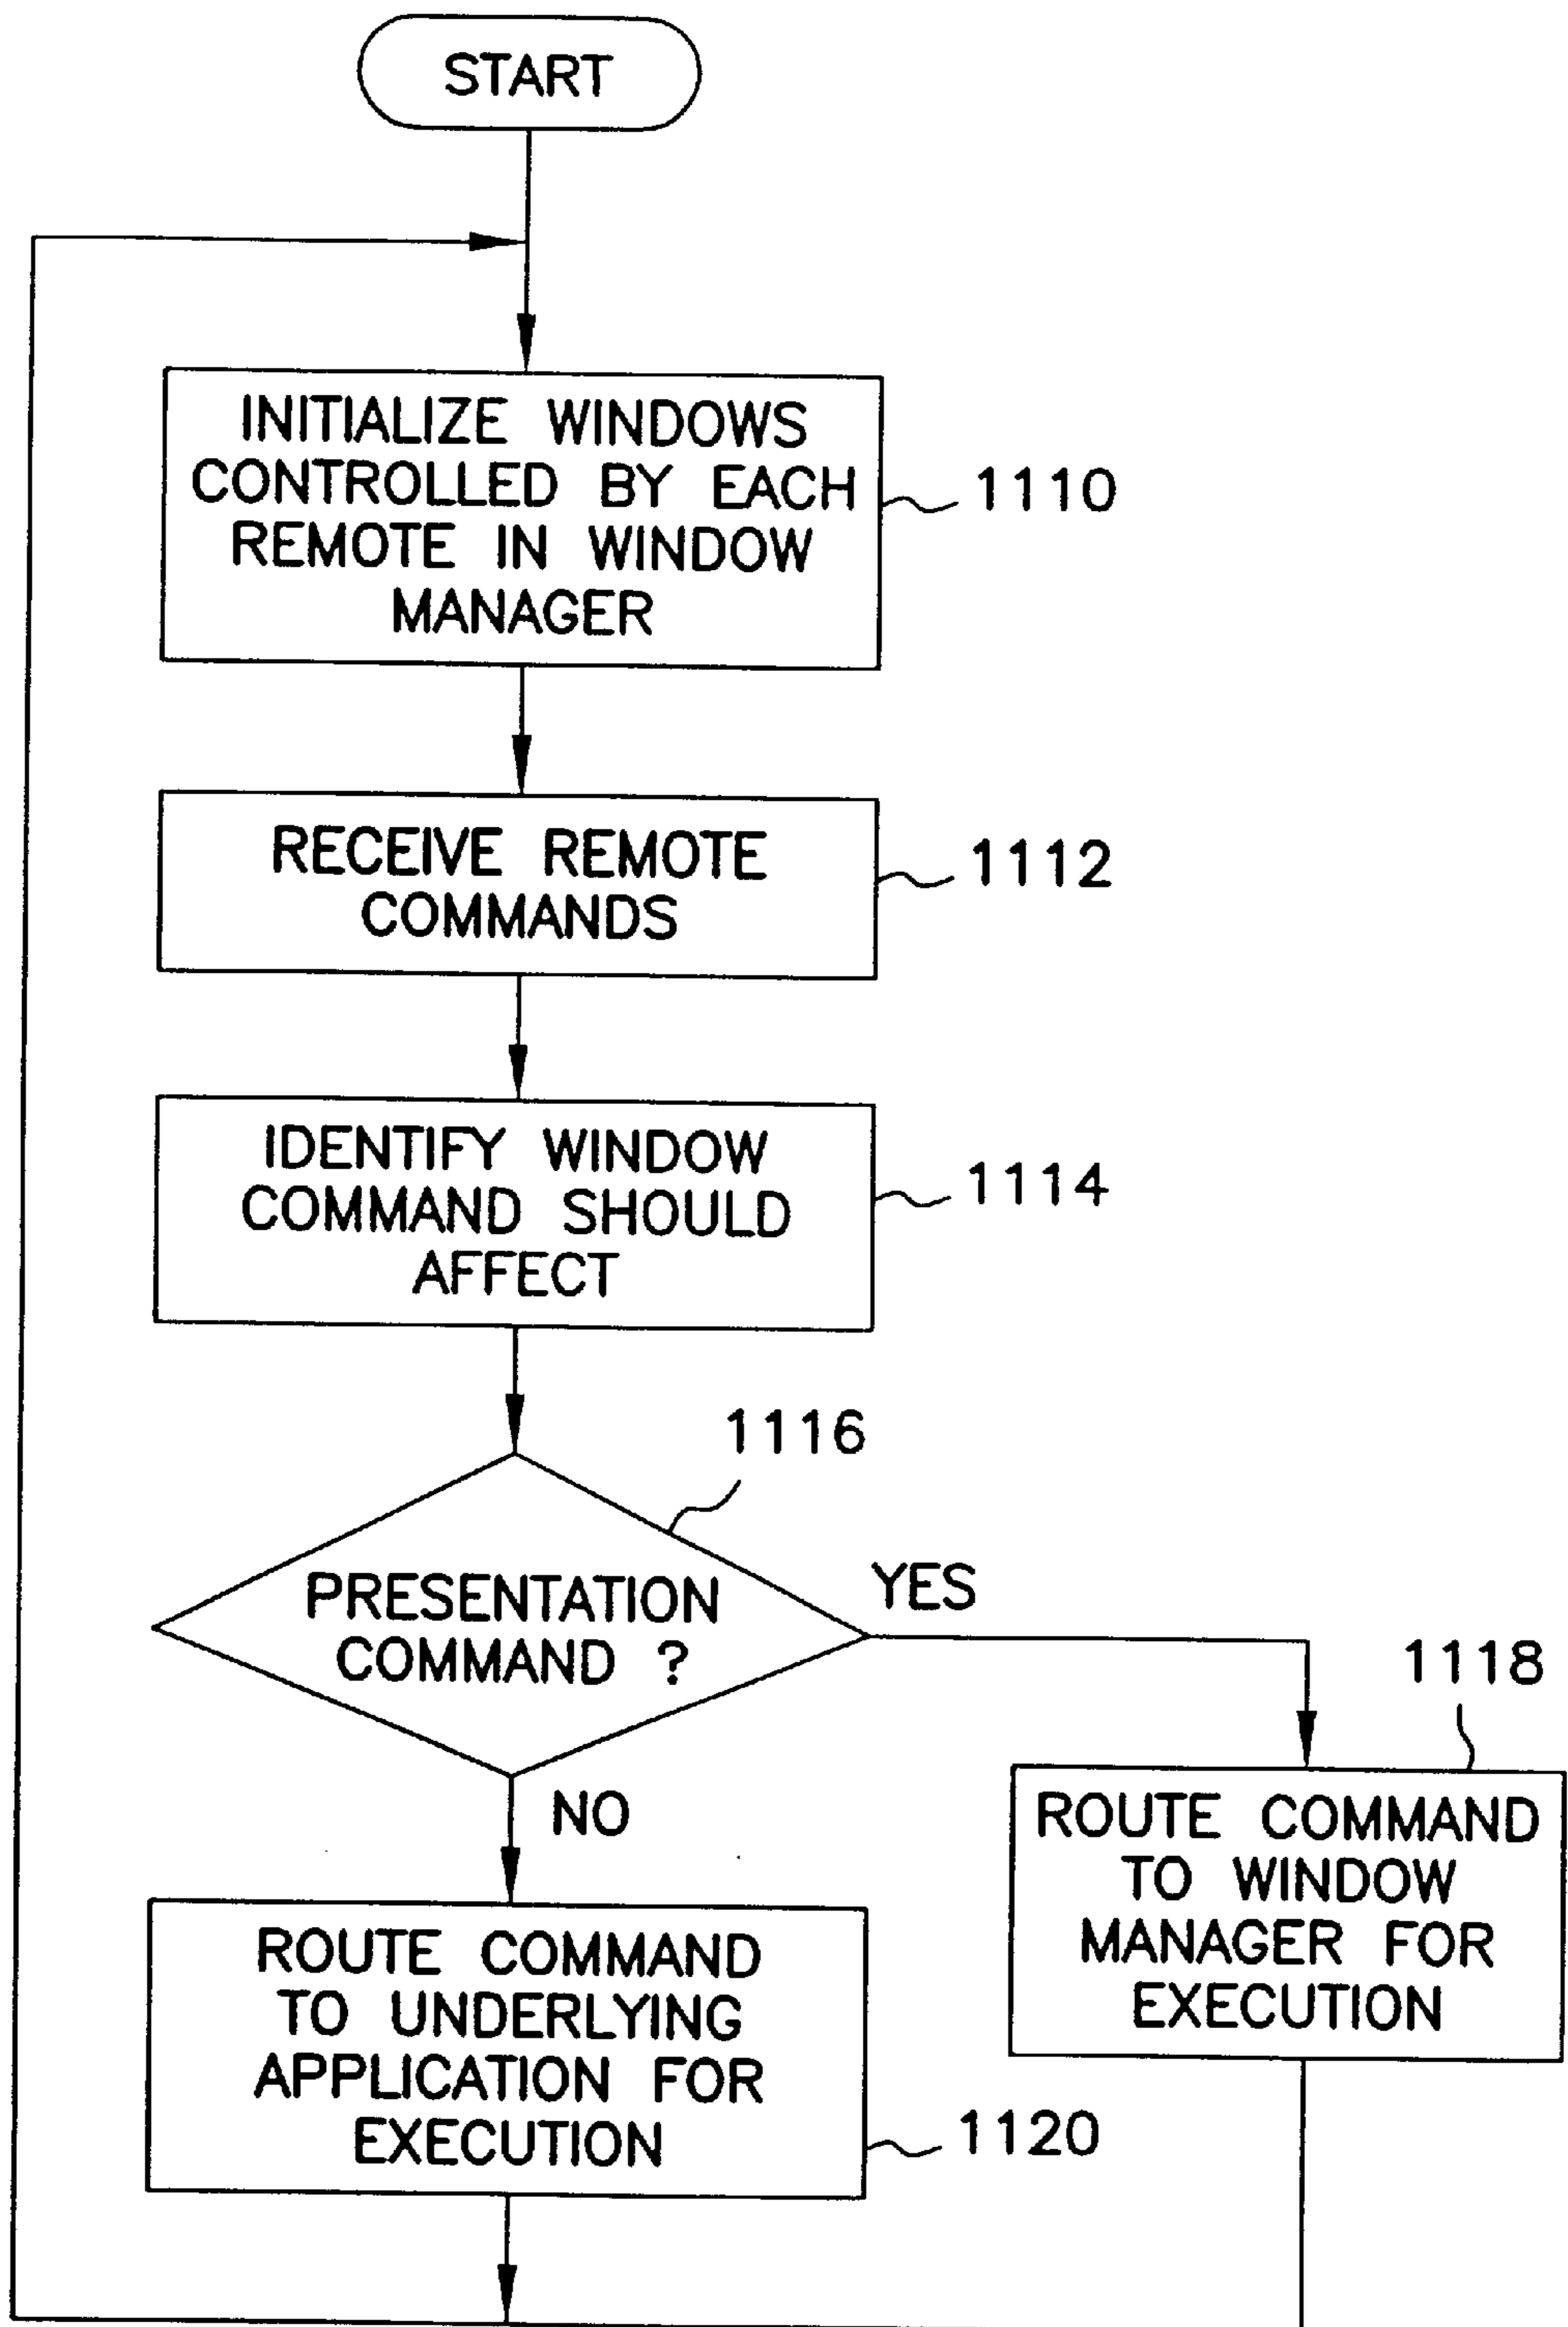 START
INITIALIZE WINDOWS
CONTROLLED BY EACH
REMOTE IN WINDOW
MANAGER
1110
RECEIVE REMOTE
COMMANDS
1112
IDENTIFY WINDOW
COMMAND SHOULD
AFFECT
1114
1116
PRESENTATION
COMMAND ?
YES
NO
1118
ROUTE COMMAND
TO WINDOW
MANAGER FOR
EXECUTION
ROUTE COMMAND
TO UNDERLYING
APPLICATION FOR
EXECUTION
1120